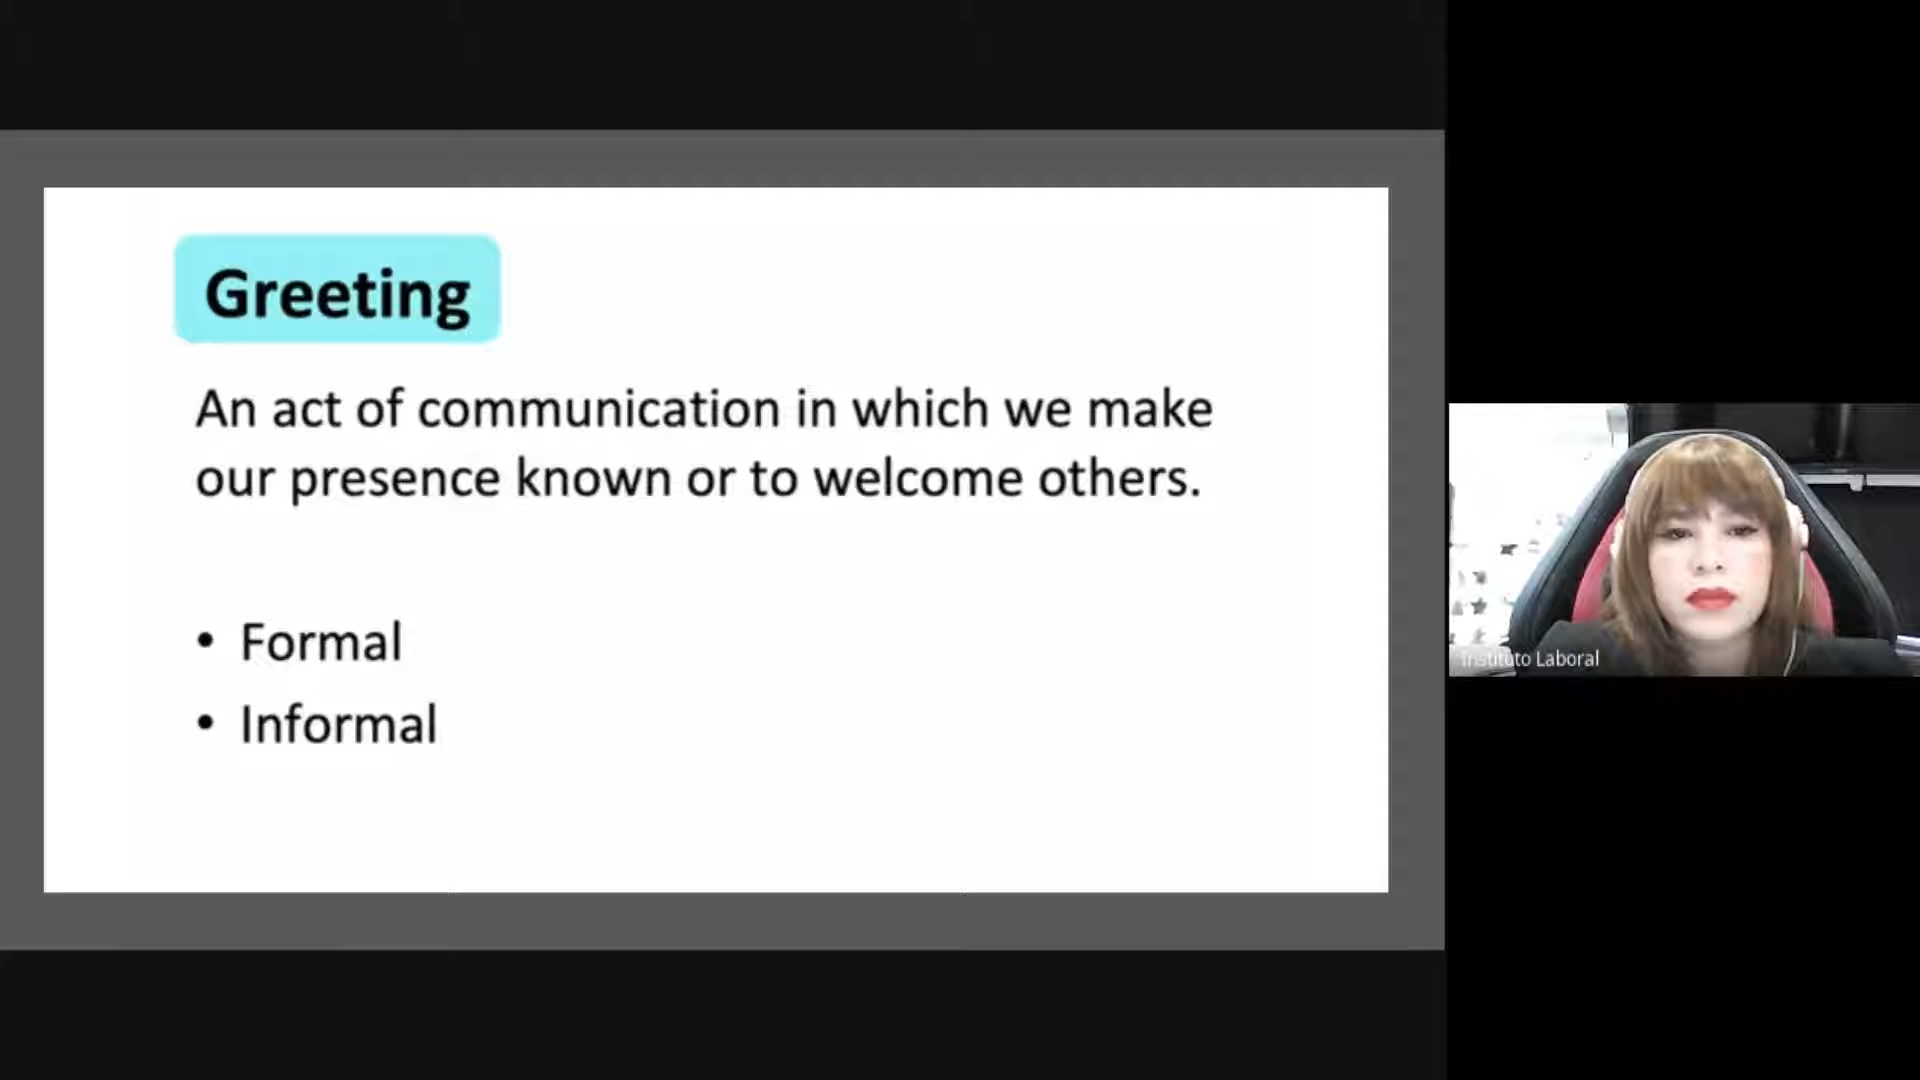 Greeting
An act of communication in which we make
our presence known or to welcome others.
• Formal
• Informal
Instituto Laboral